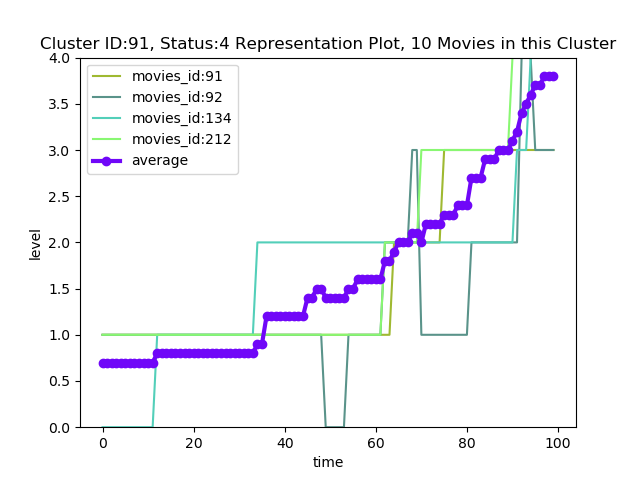 Cluster ID:91, Status:4 Representation Plot, 10 Movies in this Cluster
movies_id:91
movies_id:92
movies_id:134
movies_id:212
average
level
4.0
3.5
3.0
2.5
2.0
1.5
1.0
0.5
0.0
0 20 40 60 80 100
time